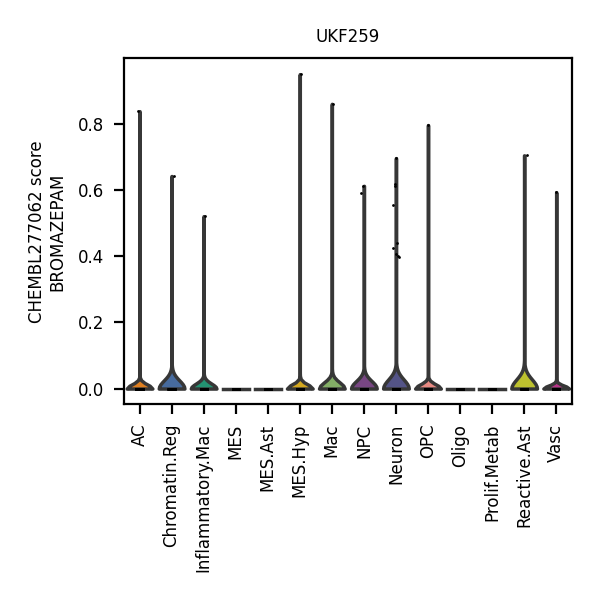 UKF259
CHEMBL277062 score
BROMAZEPAM
0.8
0.6
0.4
0.2
0.0
AC
Chromatin.Reg
Inflammatory.Mac
MES
MES.Ast
MES.Hyp
Mac
NPC
Neuron
OPC
Oligo
Prolif.Metab
Reactive.Ast
Vasc